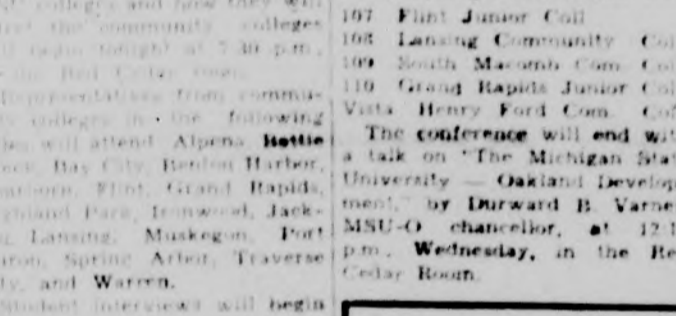 colleges and how they will
the community colleges
will begin tonight at 7:30 p.m.,
the Red Cedar room.
Representatives from commu-
colleges in the following
will attend Alpena, Battle
Bay City, Benton Harbor,
Flint, Grand Rapids,
Highland Park, Ironwood, Jack-
Lansing, Muskegon, Port
Spring Arbor, Traverse
and Warren.
Student interviews will begin
107 Flint Junior Coll
108 Lansing Community Col
109 South Macomb Com. Col
110 Grand Rapids Junior Col
Vista Henry Ford Com. Col
The conference will end wit
a talk on "The Michigan Stat
University — Oakland Develop
ment," by Durward B. Varne
MSU-O chancellor, at 12:1
p.m., Wednesday, in the Re
Cedar Room.